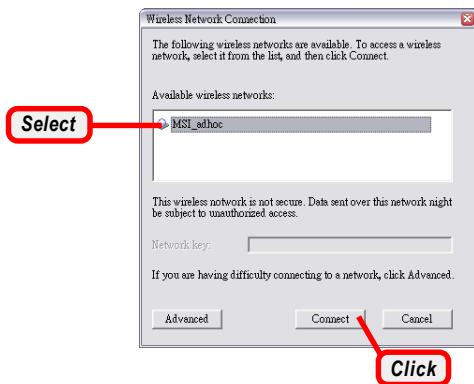 Wireless Network Connection
The following wireless networks are available. To access a wireless
network, select it from the list, and then click Connect.
Available wireless networks:
Select
MSI_adhoc
This wireless notwork is not secure. Data sent over this network night
be subject to unauthorized access.
Network key:
If you are having difficulty connecting to a network, click Advanced.
Advanced
Connect
Cancel
Click